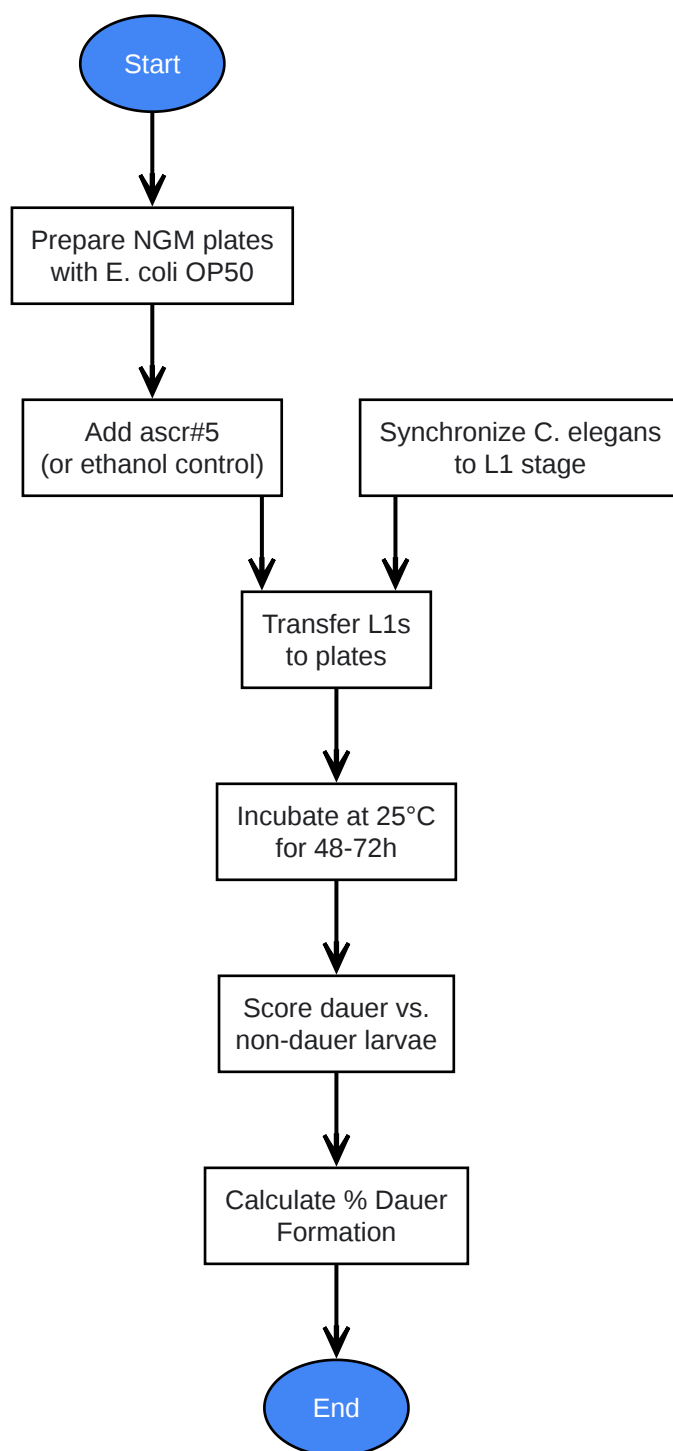 Start
Prepare NGM plates
with E. coli OP50
Add ascr#5
(or ethanol control)
Synchronize C. elegans
to L1 stage
Transfer L1s
to plates
Incubate at 25°C
for 48-72h
Score dauer vs.
non-dauer larvae
Calculate % Dauer
Formation
End